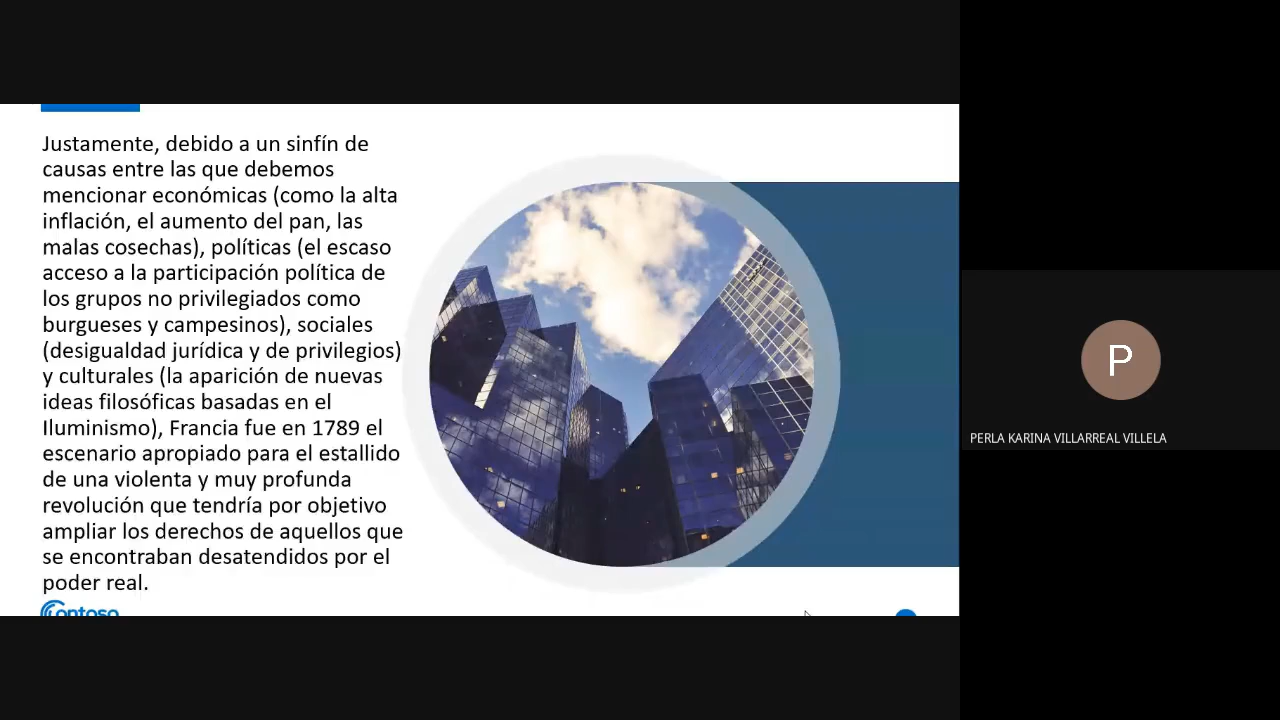 Justamente, debido a un sinfín de
causas entre las que debemos
mencionar económicas (como la alta
inflación, el aumento del pan, las
malas cosechas), políticas (el escaso
acceso a la participación política de
los grupos no privilegiados como
burgueses y campesinos), sociales
(desigualdad jurídica y de privilegios)
y culturales (la aparición de nuevas
ideas filosóficas basadas en el
Iluminismo), Francia fue en 1789 el
escenario apropiado para el estallido
de una violenta y muy profunda
revolución que tendría por objetivo
ampliar los derechos de aquellos que
se encontraban desatendidos por el
poder real.
Contoso
P
PERLA KARINA VILLARREAL VILLELA